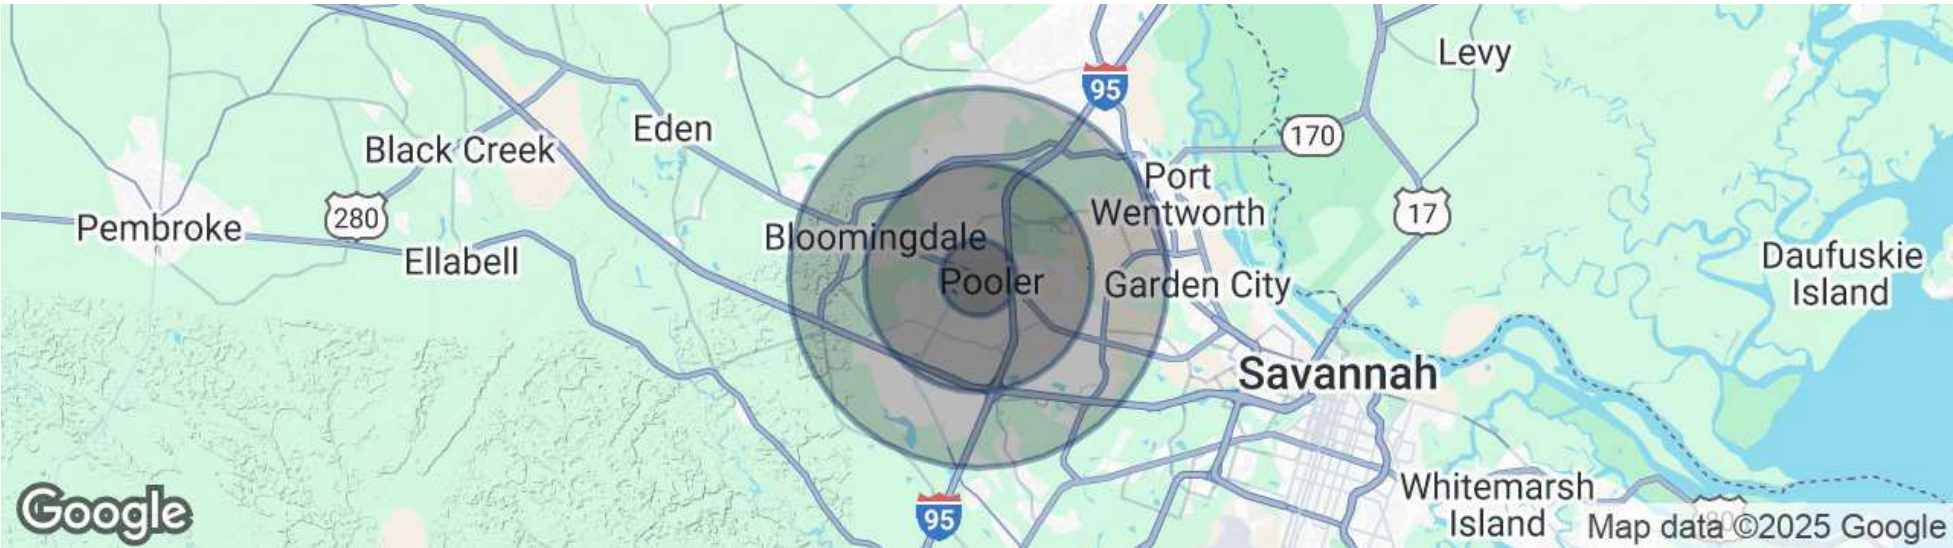 Levy
95
Eden
170
Black Creek
Port
Wentworth
280
17
Pembroke
Bloomingdale
Ellabell
Daufuskie
Island
Pooler
Garden City
Savannah
Whitemarsh
Island
95
80
Google
Map data ©2025 Google